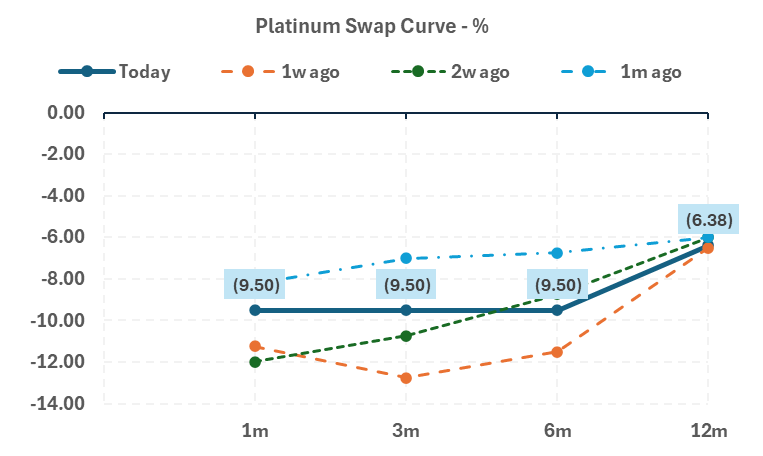 Platinum Swap Curve - %
Today 1w ago 2w ago 1m ago
0.00
-2.00
-4.00
-6.00
(6.38)
-8.00
(9.50) (9.50) (9.50)
-10.00
-12.00
-14.00
1m 3m 6m 12m